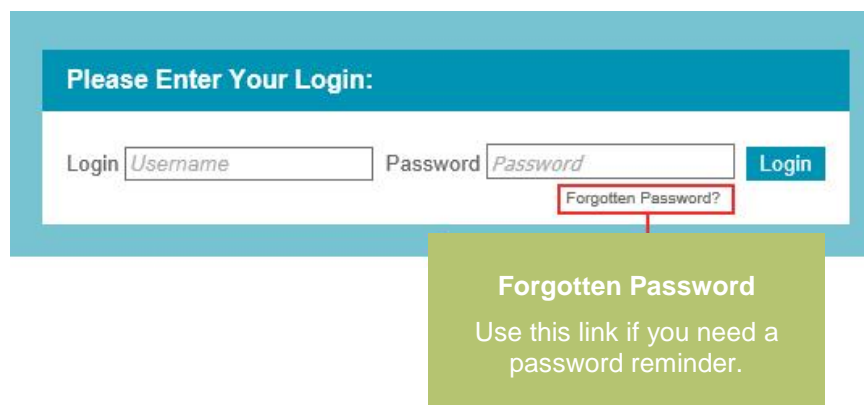 Please Enter Your Login:
Login Username Password Password Login
Forgotten Password?
Forgotten Password
Use this link if you need a
password reminder.